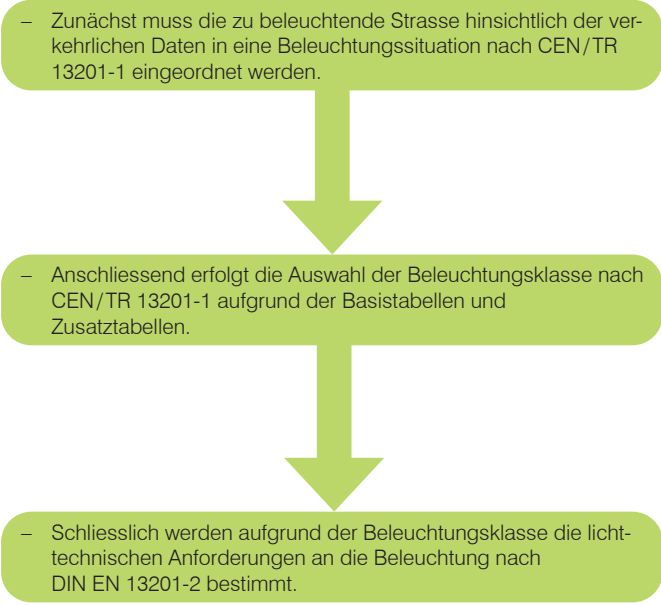 – Zunächst muss die zu beleuchtende Strasse hinsichtlich der ver-
kehrlichen Daten in eine Beleuchtungssituation nach CEN/TR
13201-1 eingeordnet werden.
– Anschliessend erfolgt die Auswahl der Beleuchtungsklasse nach
CEN/TR 13201-1 aufgrund der Basistabellen und
Zusatztabellen.
– Schliesslich werden aufgrund der Beleuchtungsklasse die licht-
technischen Anforderungen an die Beleuchtung nach
DIN EN 13201-2 bestimmt.